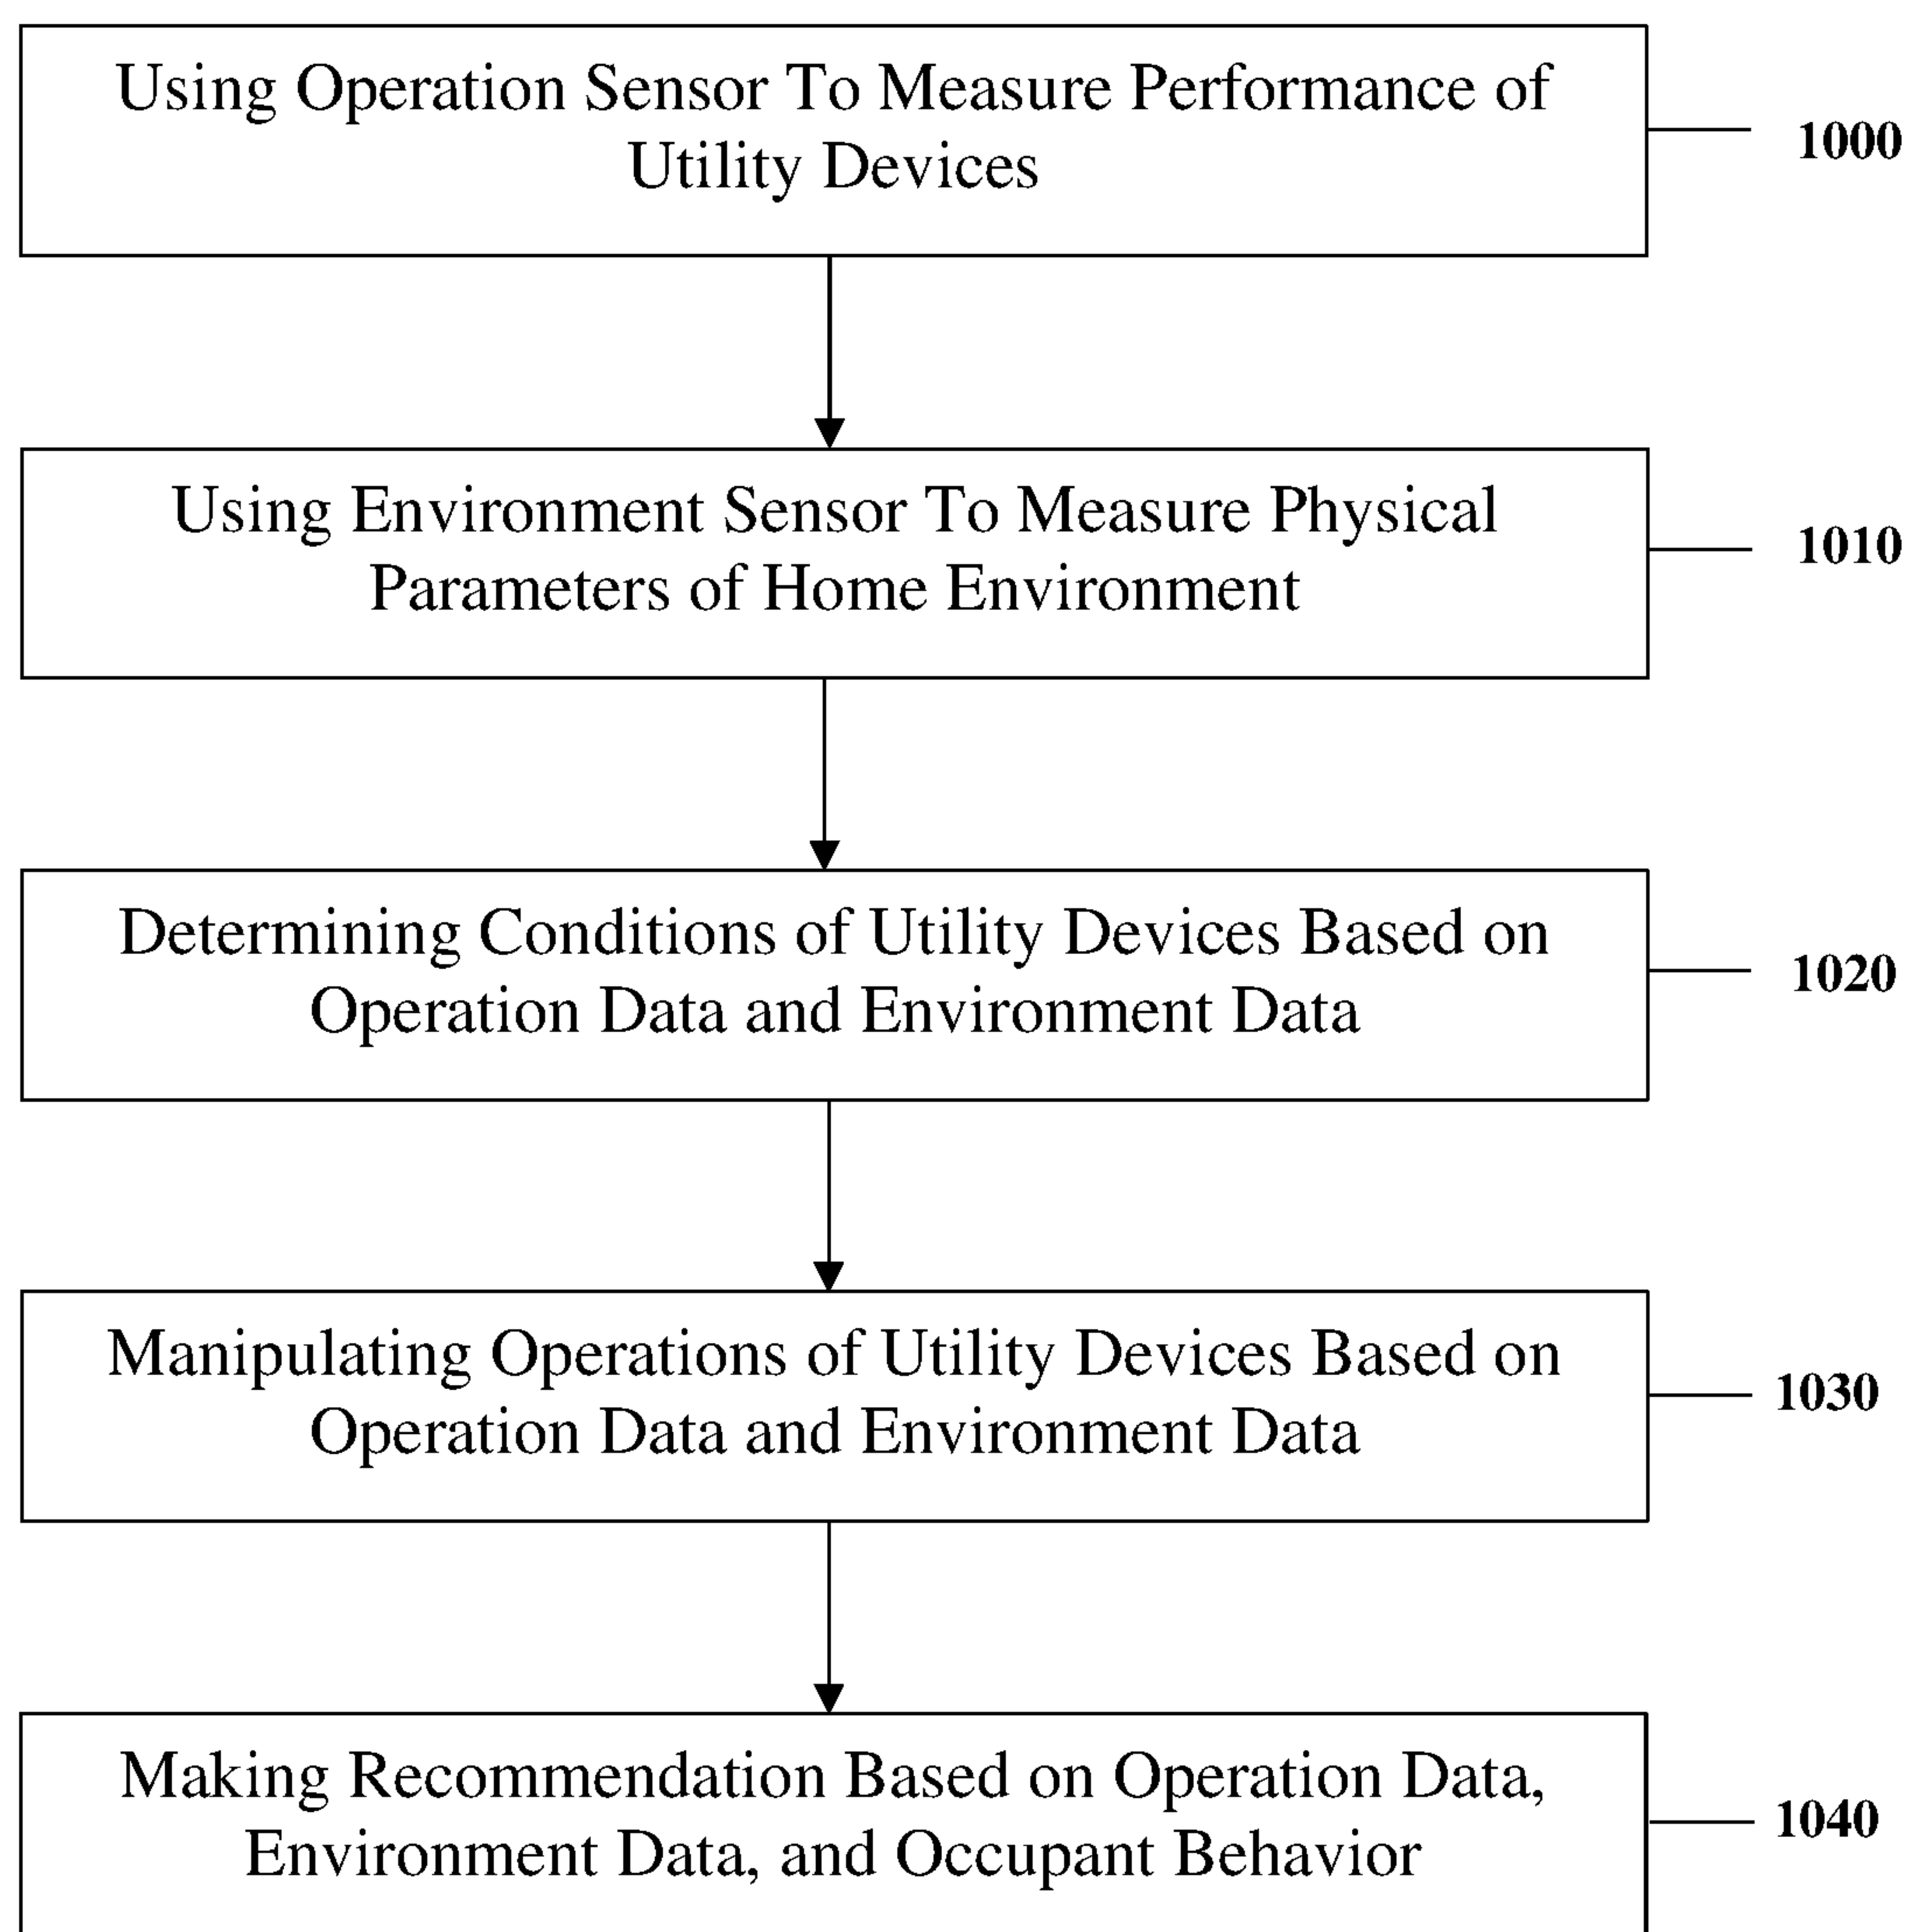 Using Operation Sensor To Measure Performance of
Utility Devices
1000
Using Environment Sensor To Measure Physical
Parameters of Home Environment
1010
Determining Conditions of Utility Devices Based on
Operation Data and Environment Data
1020
Manipulating Operations of Utility Devices Based on
Operation Data and Environment Data
1030
Making Recommendation Based on Operation Data,
Environment Data, and Occupant Behavior
1040